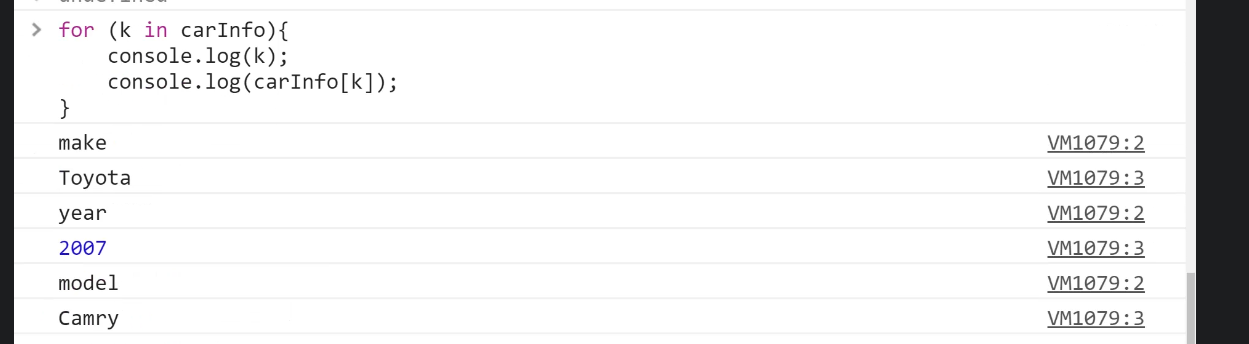 undefined
for (k in carInfo){
    console.log(k);
    console.log(carInfo[k]);
}
make VM1079:2
Toyota VM1079:3
year VM1079:2
2007 VM1079:3
model VM1079:2
Camry VM1079:3